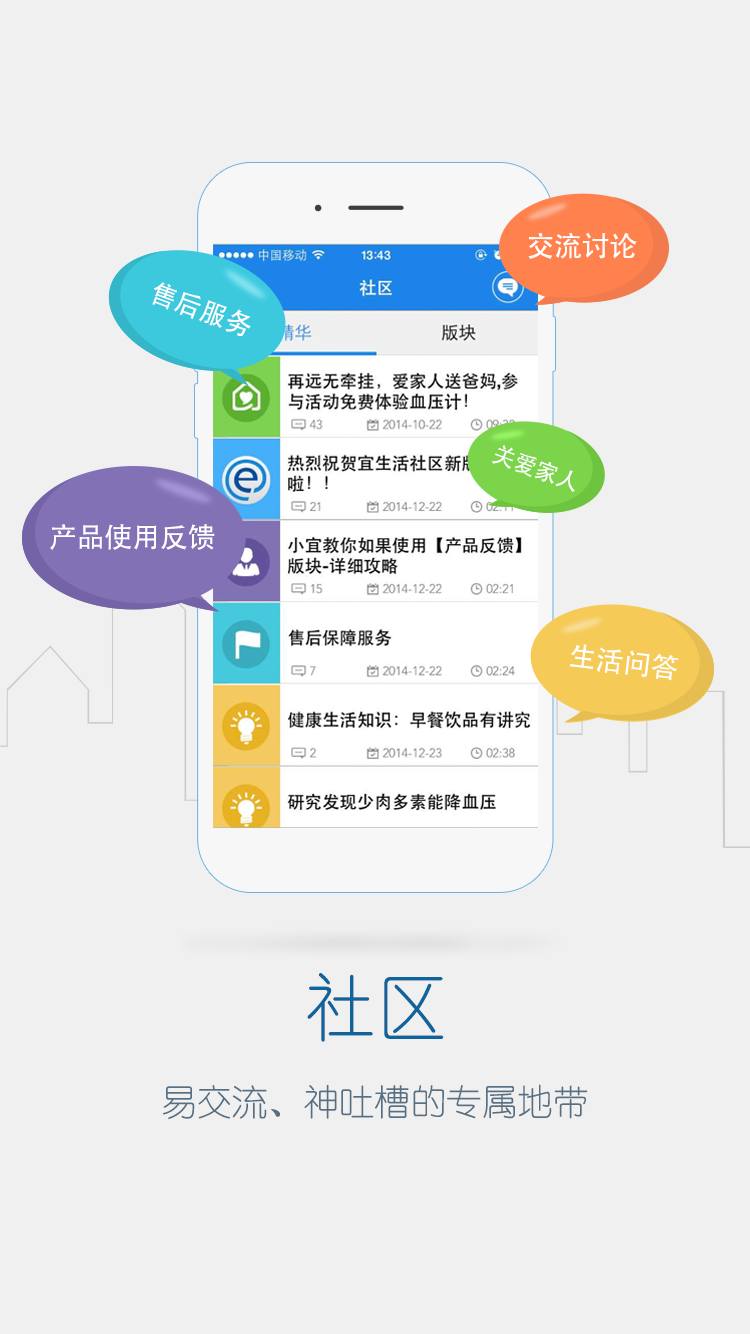 交流讨论
中国移动 13:43
社区
售后服务
精华 版块
再远无牵挂，爱家人送爸妈,参
与活动免费体验血压计！
43 2014-10-22
关爱家人
热烈祝贺宜生活社区新版
啦！！
21 2014-12-22
产品使用反馈
小宜教你如果使用【产品反馈】
版块-详细攻略
15 2014-12-22 02:21
售后保障服务
7 2014-12-22 02:24
生活问答
健康生活知识：早餐饮品有讲究
2 2014-12-23 02:38
研究发现少肉多素能降血压
社区
易交流、神吐槽的专属地带